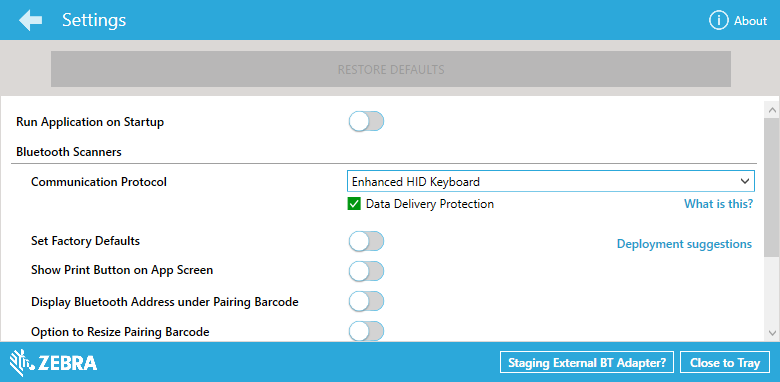 Settings
About
RESTORE DEFAULTS
Run Application on Startup
Bluetooth Scanners
Communication Protocol
Enhanced HID Keyboard
Data Delivery Protection
What is this?
Set Factory Defaults
Deployment suggestions
Show Print Button on App Screen
Display Bluetooth Address under Pairing Barcode
Option to Resize Pairing Barcode
ZEBRA
Staging External BT Adapter?
Close to Tray